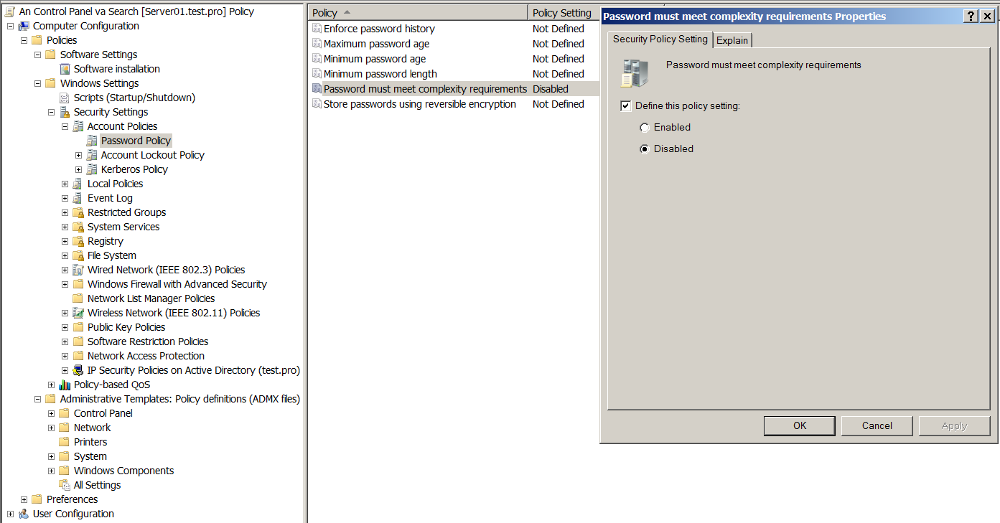 An Control Panel va Search [Server01.test.pro] Policy
Computer Configuration
Policies
Software Settings
Software installation
Windows Settings
Scripts (Startup/Shutdown)
Security Settings
Account Policies
Password Policy
Account Lockout Policy
Kerberos Policy
Local Policies
Event Log
Restricted Groups
System Services
Registry
File System
Wired Network (IEEE 802.3) Policies
Windows Firewall with Advanced Security
Network List Manager Policies
Wireless Network (IEEE 802.11) Policies
Public Key Policies
Software Restriction Policies
Network Access Protection
IP Security Policies on Active Directory (test.pro)
Policy-based QoS
Administrative Templates: Policy definitions (ADMX files)
Control Panel
Network
Printers
System
Windows Components
All Settings
Preferences
User Configuration
Policy Policy Setting
Enforce password history Not Defined
Maximum password age Not Defined
Minimum password age Not Defined
Minimum password length Not Defined
Password must meet complexity requirements Disabled
Store passwords using reversible encryption Not Defined
Password must meet complexity requirements Properties
Security Policy Setting Explain
Password must meet complexity requirements
Define this policy setting:
Enabled
Disabled
OK Cancel Apply